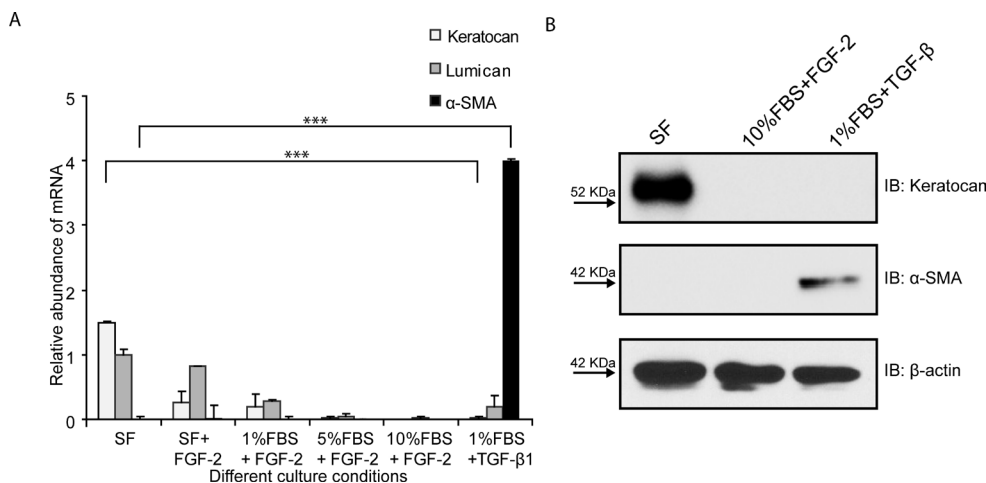 A
Keratocan
Lumican
α-SMA
Relative abundance of mRNA
5
4
3
2
1
0
***
***
SF
SF+
FGF-2
1%FBS
+ FGF-2
5%FBS
+ FGF-2
10%FBS
+ FGF-2
1%FBS
+TGF-β1
Different culture conditions
B
SF
10%FBS+FGF-2
1%FBS+TGF-β
52 KDa
IB: Keratocan
42 KDa
IB: α-SMA
42 KDa
IB: β-actin